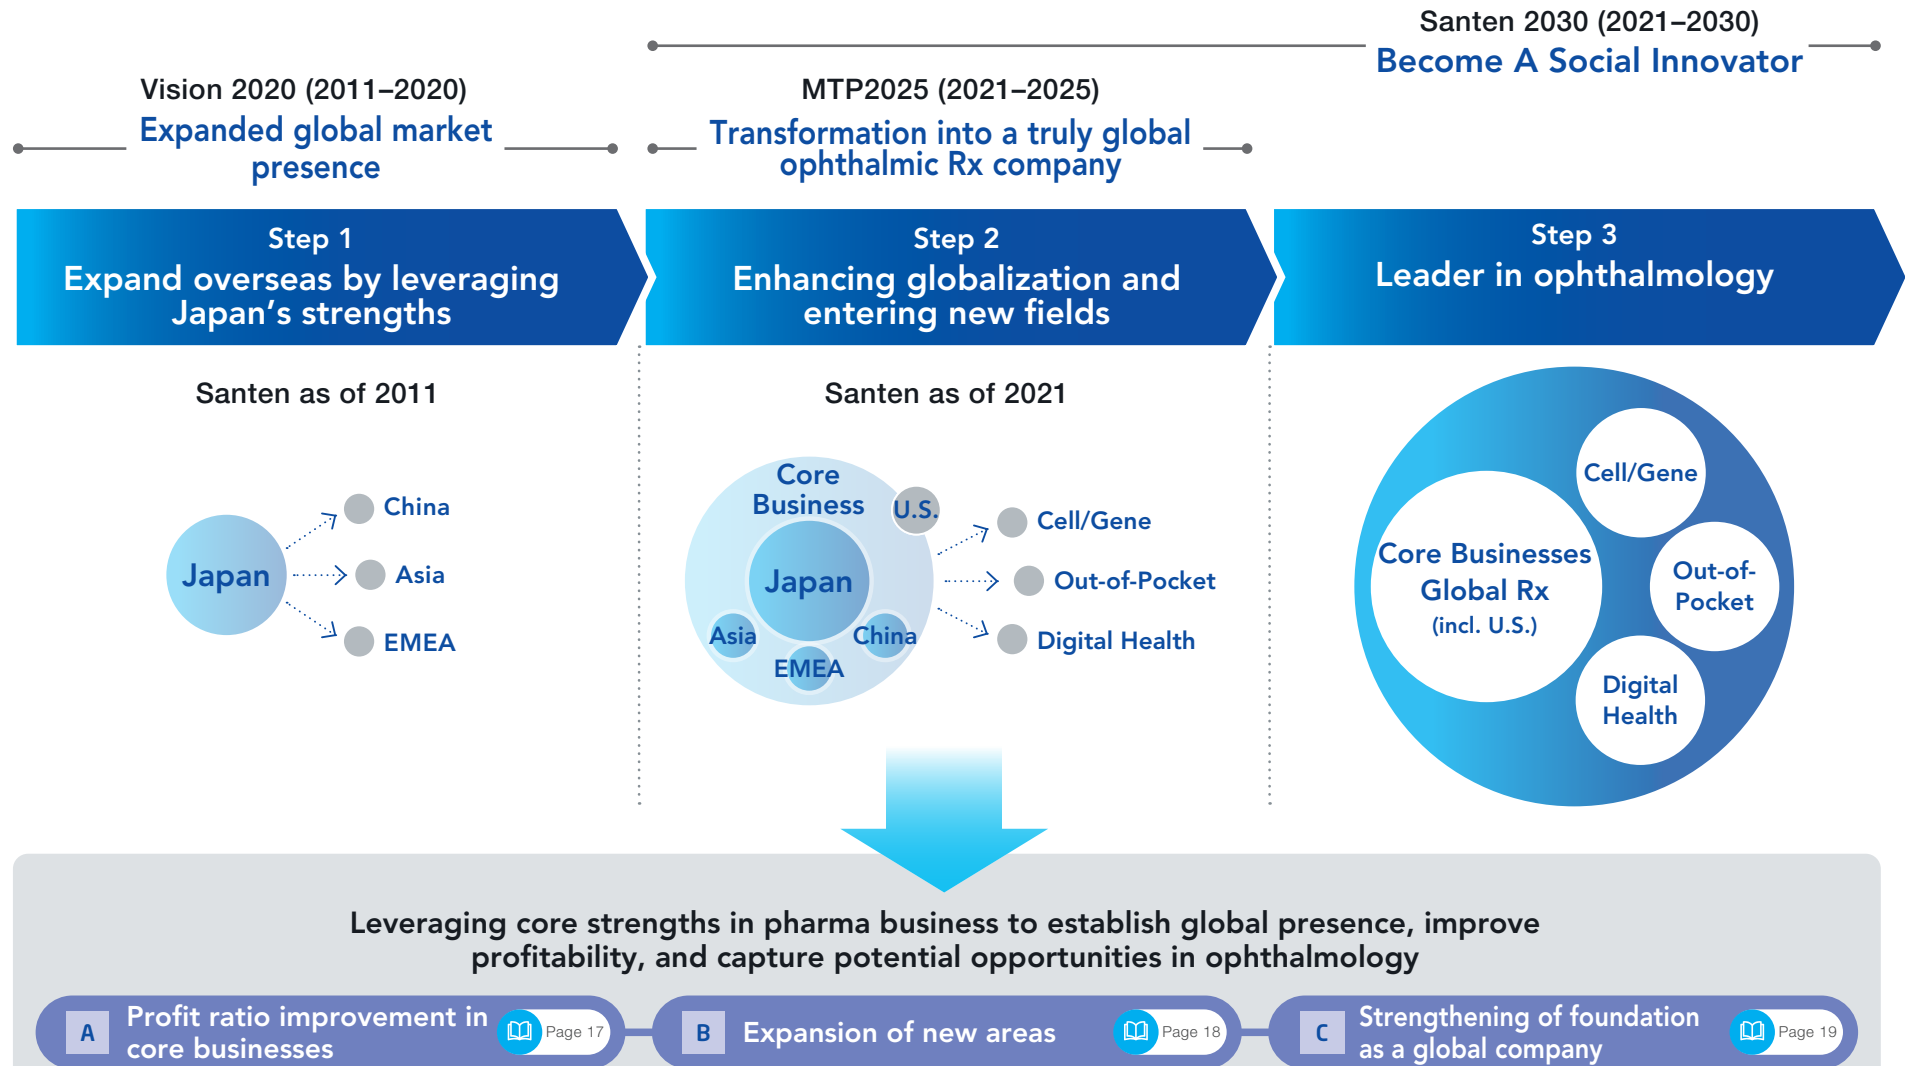 Santen 2030 (2021–2030)
Become A Social Innovator
Vision 2020 (2011–2020)
Expanded global market
presence
MTP2025 (2021–2025)
Transformation into a truly global
ophthalmic Rx company
Step 1
Expand overseas by leveraging
Japan's strengths
Step 2
Enhancing globalization and
entering new fields
Step 3
Leader in ophthalmology
Santen as of 2011
Japan
China
Asia
EMEA
Santen as of 2021
Core
Business
U.S.
Japan
Asia
China
EMEA
Cell/Gene
Out-of-Pocket
Digital Health
Core Businesses
Global Rx
(incl. U.S.)
Cell/Gene
Out-of-
Pocket
Digital
Health
Leveraging core strengths in pharma business to establish global presence, improve
profitability, and capture potential opportunities in ophthalmology
A
Profit ratio improvement in
core businesses
Page 17
B
Expansion of new areas
Page 18
C
Strengthening of foundation
as a global company
Page 19